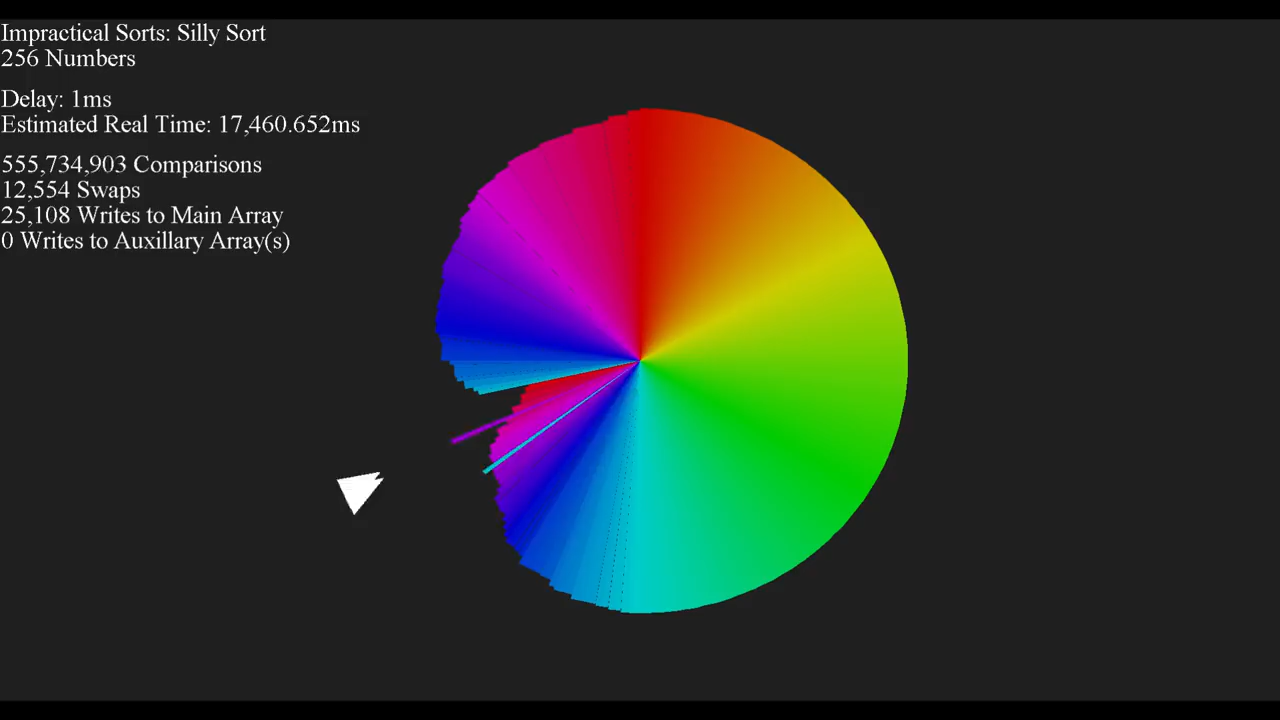 Impractical Sorts: Silly Sort
256 Numbers
Delay: 1ms
Estimated Real Time: 17,460.652ms
555,734,903 Comparisons
12,554 Swaps
25,108 Writes to Main Array
0 Writes to Auxillary Array(s)